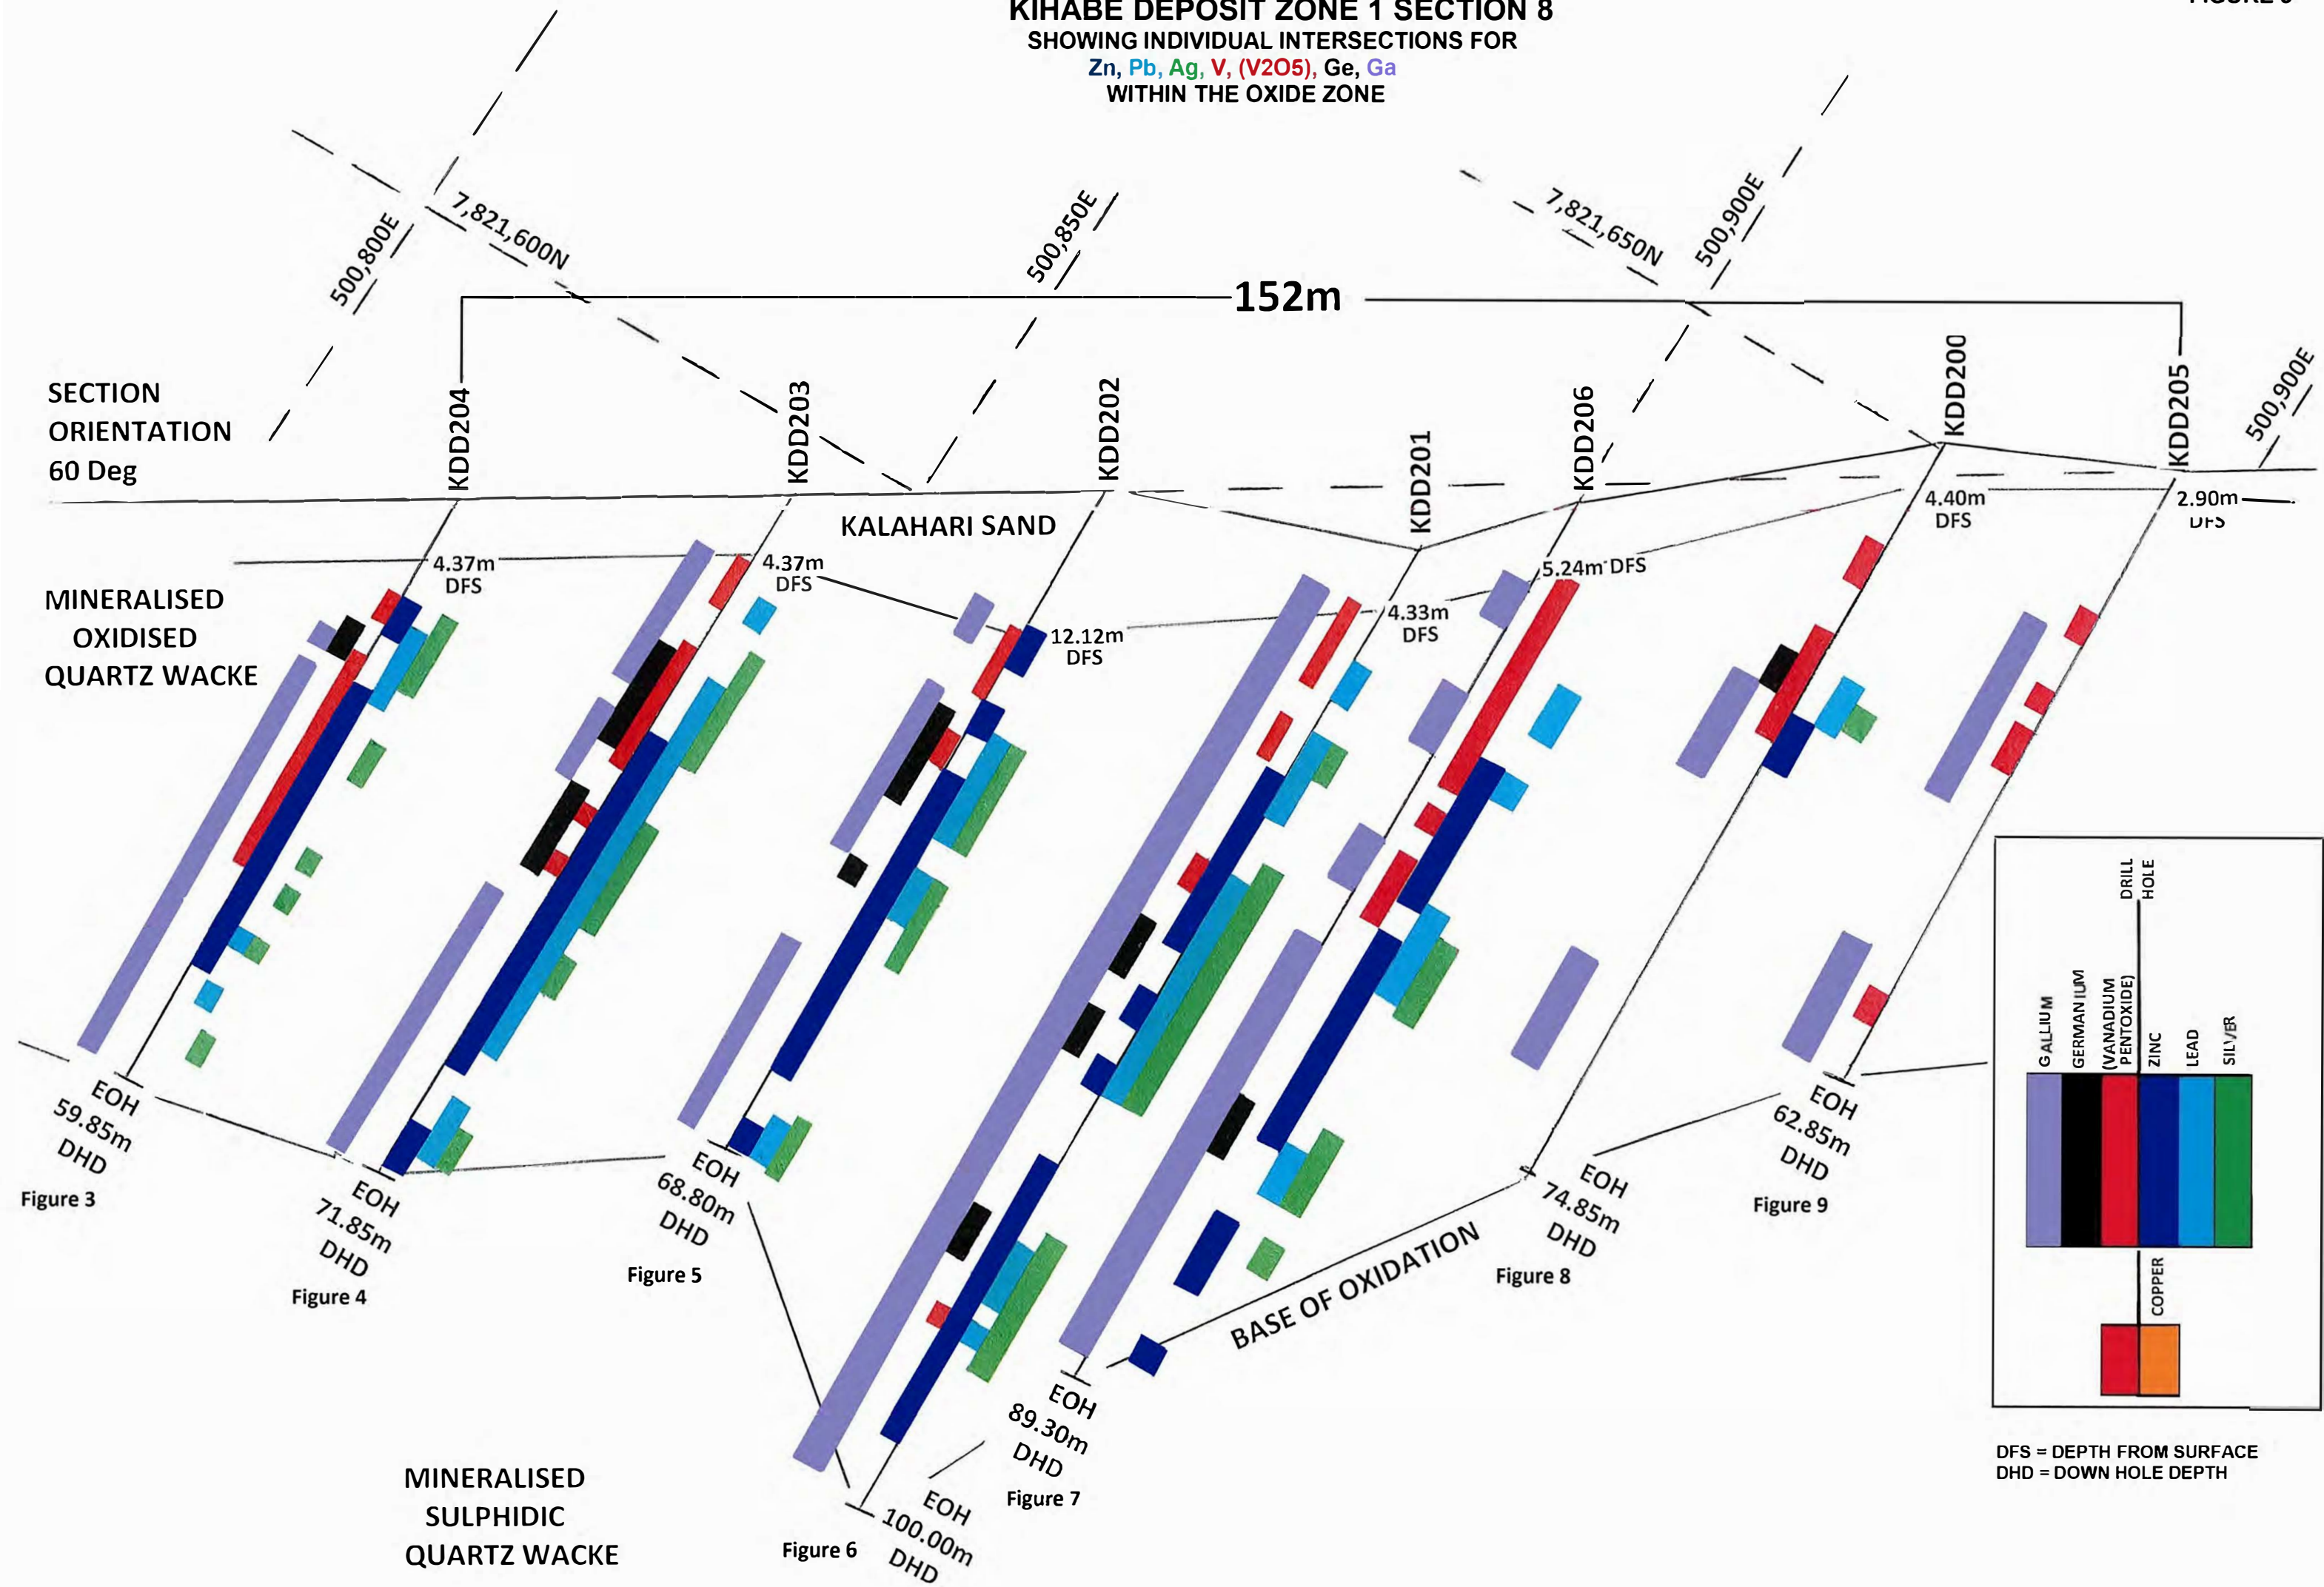 KIHABE DEPOSIT ZONE 1 SECTION 8
SHOWING INDIVIDUAL INTERSECTIONS FOR
Zn, Pb, Ag, V, (V2O5), Ge, Ga
WITHIN THE OXIDE ZONE
500,800E
7,821,600N
500,850E
7,821,650N
500,900E
152m
500,900E
SECTION
ORIENTATION
60 Deg
KDD204
KDD203
KDD202
KDD201
KDD206
KDD200
KDD205
KALAHARI SAND
4.37m
DFS
4.37m
DFS
12.12m
DFS
4.33m
DFS
5.24m DFS
4.40m
DFS
2.90m
DFS
MINERALISED
OXIDISED
QUARTZ WACKE
EOH
59.85m
DHD
Figure 3
EOH
71.85m
DHD
Figure 4
EOH
68.80m
DHD
Figure 5
EOH
100.00m
DHD
Figure 6
EOH
89.30m
DHD
Figure 7
EOH
74.85m
DHD
Figure 8
EOH
62.85m
DHD
Figure 9
BASE OF OXIDATION
MINERALISED
SULPHIDIC
QUARTZ WACKE
DRILL
HOLE
GALLIUM
GERMANIUM
(VANADIUM
PENTOXIDE)
ZINC
LEAD
SILVER
COPPER
DFS = DEPTH FROM SURFACE
DHD = DOWN HOLE DEPTH